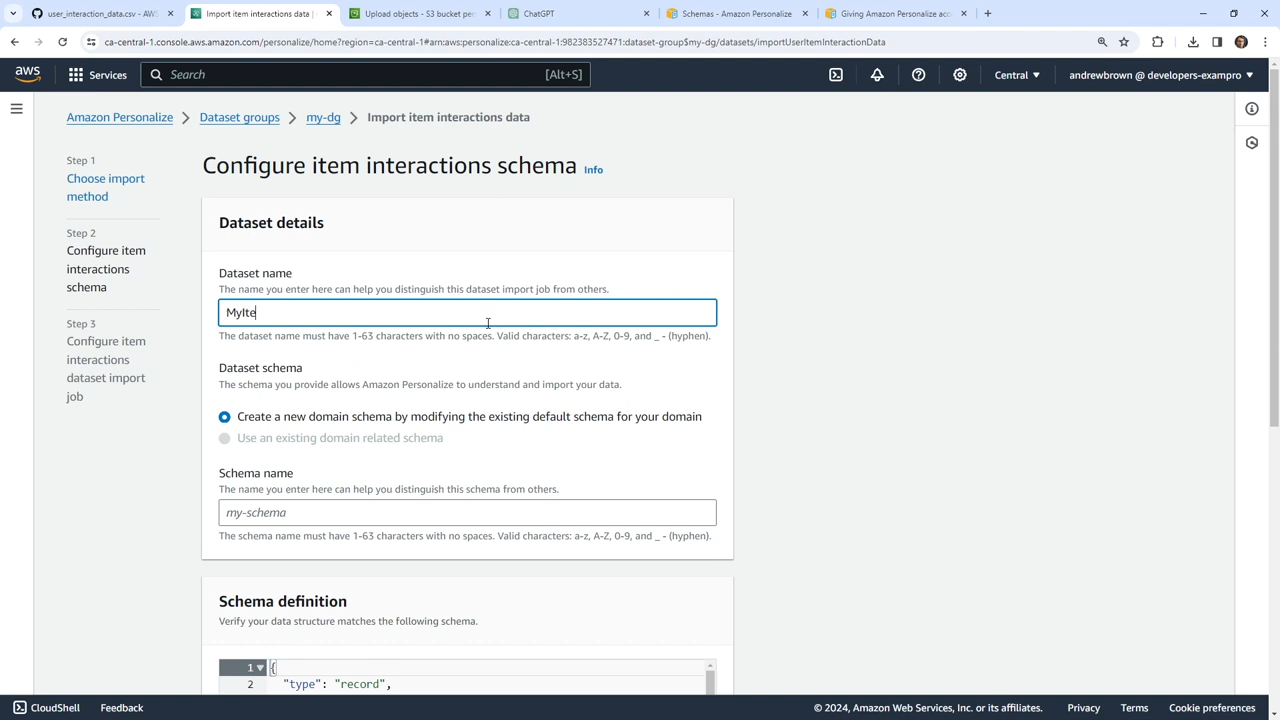 user_interaction_data.csv - AWS
Import item interactions data |
Upload objects - S3 bucket per
ChatGPT
Schemas - Amazon Personalize
Giving Amazon Personalize acc
ca-central-1.console.aws.amazon.com/personalize/home?region=ca-central-1#arn:aws:personalize:ca-central-1:982383527471:dataset-group$my-dg/datasets/importUserItemInteractionData
aws
Services
Search
[Alt+S]
Central
andrewbrown @ developers-exampro
Amazon Personalize
Dataset groups
my-dg
Import item interactions data
Step 1
Choose import
method
Step 2
Configure item
interactions
schema
Step 3
Configure item
interactions
dataset import
job
Configure item interactions schema
Info
Dataset details
Dataset name
The name you enter here can help you distinguish this dataset import job from others.
MyIte
The dataset name must have 1-63 characters with no spaces. Valid characters: a-z, A-Z, 0-9, and _ - (hyphen).
Dataset schema
The schema you provide allows Amazon Personalize to understand and import your data.
Create a new domain schema by modifying the existing default schema for your domain
Use an existing domain related schema
Schema name
The name you enter here can help you distinguish this schema from others.
my-schema
The schema name must have 1-63 characters with no spaces. Valid characters: a-z, A-Z, 0-9, and _ - (hyphen).
Schema definition
Verify your data structure matches the following schema.
1 {
2 "type": "record",
CloudShell
Feedback
© 2024, Amazon Web Services, Inc. or its affiliates.
Privacy
Terms
Cookie preferences